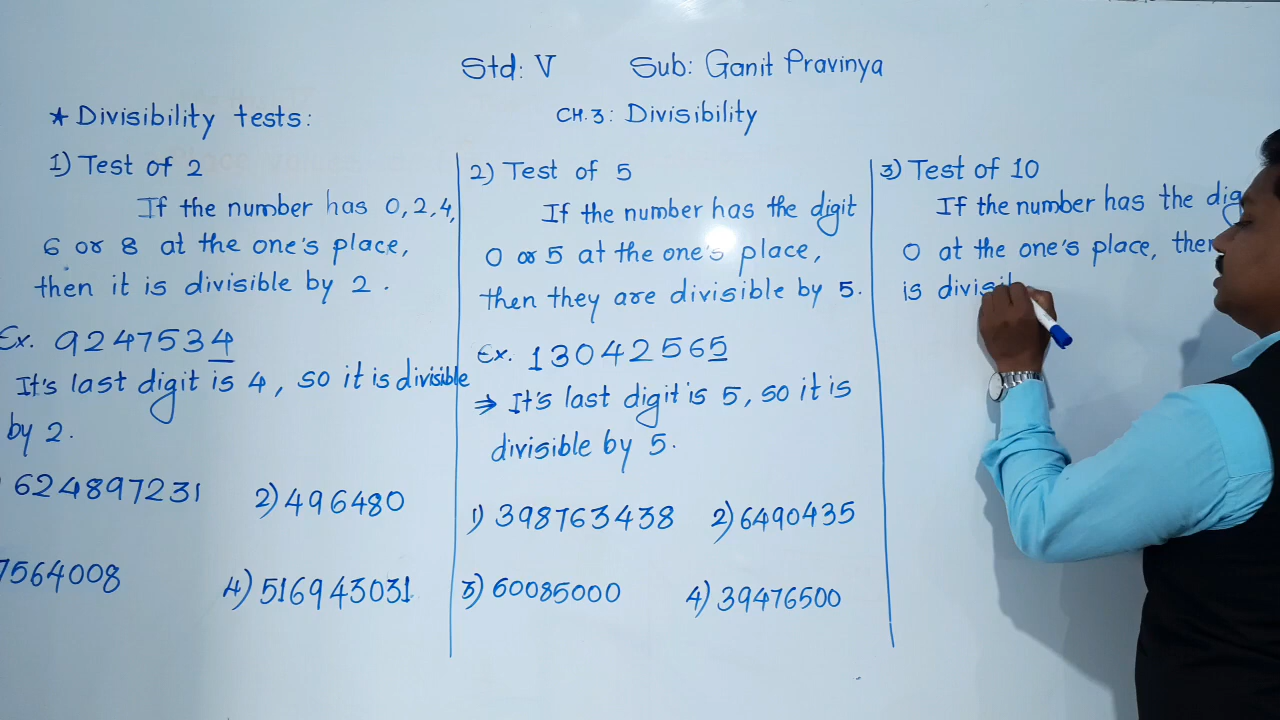 Std: V Sub: Ganit Pravinya
CH.3: Divisibility
* Divisibility tests:
1) Test of 2
If the number has 0, 2, 4,
6 or 8 at the one's place,
then it is divisible by 2.
Ex. 9247534
It's last digit is 4, so it is divisible
by 2.
624897231 2) 496480
7564008 4) 516943031
2) Test of 5
If the number has the digit
0 or 5 at the one's place,
then they are divisible by 5.
Ex. 13042565
⇒ It's last digit is 5, so it is
divisible by 5.
1) 398763438 2) 6490435
3) 60085000 4) 39476500
3) Test of 10
If the number has the dig
0 at the one's place, then
is divisi